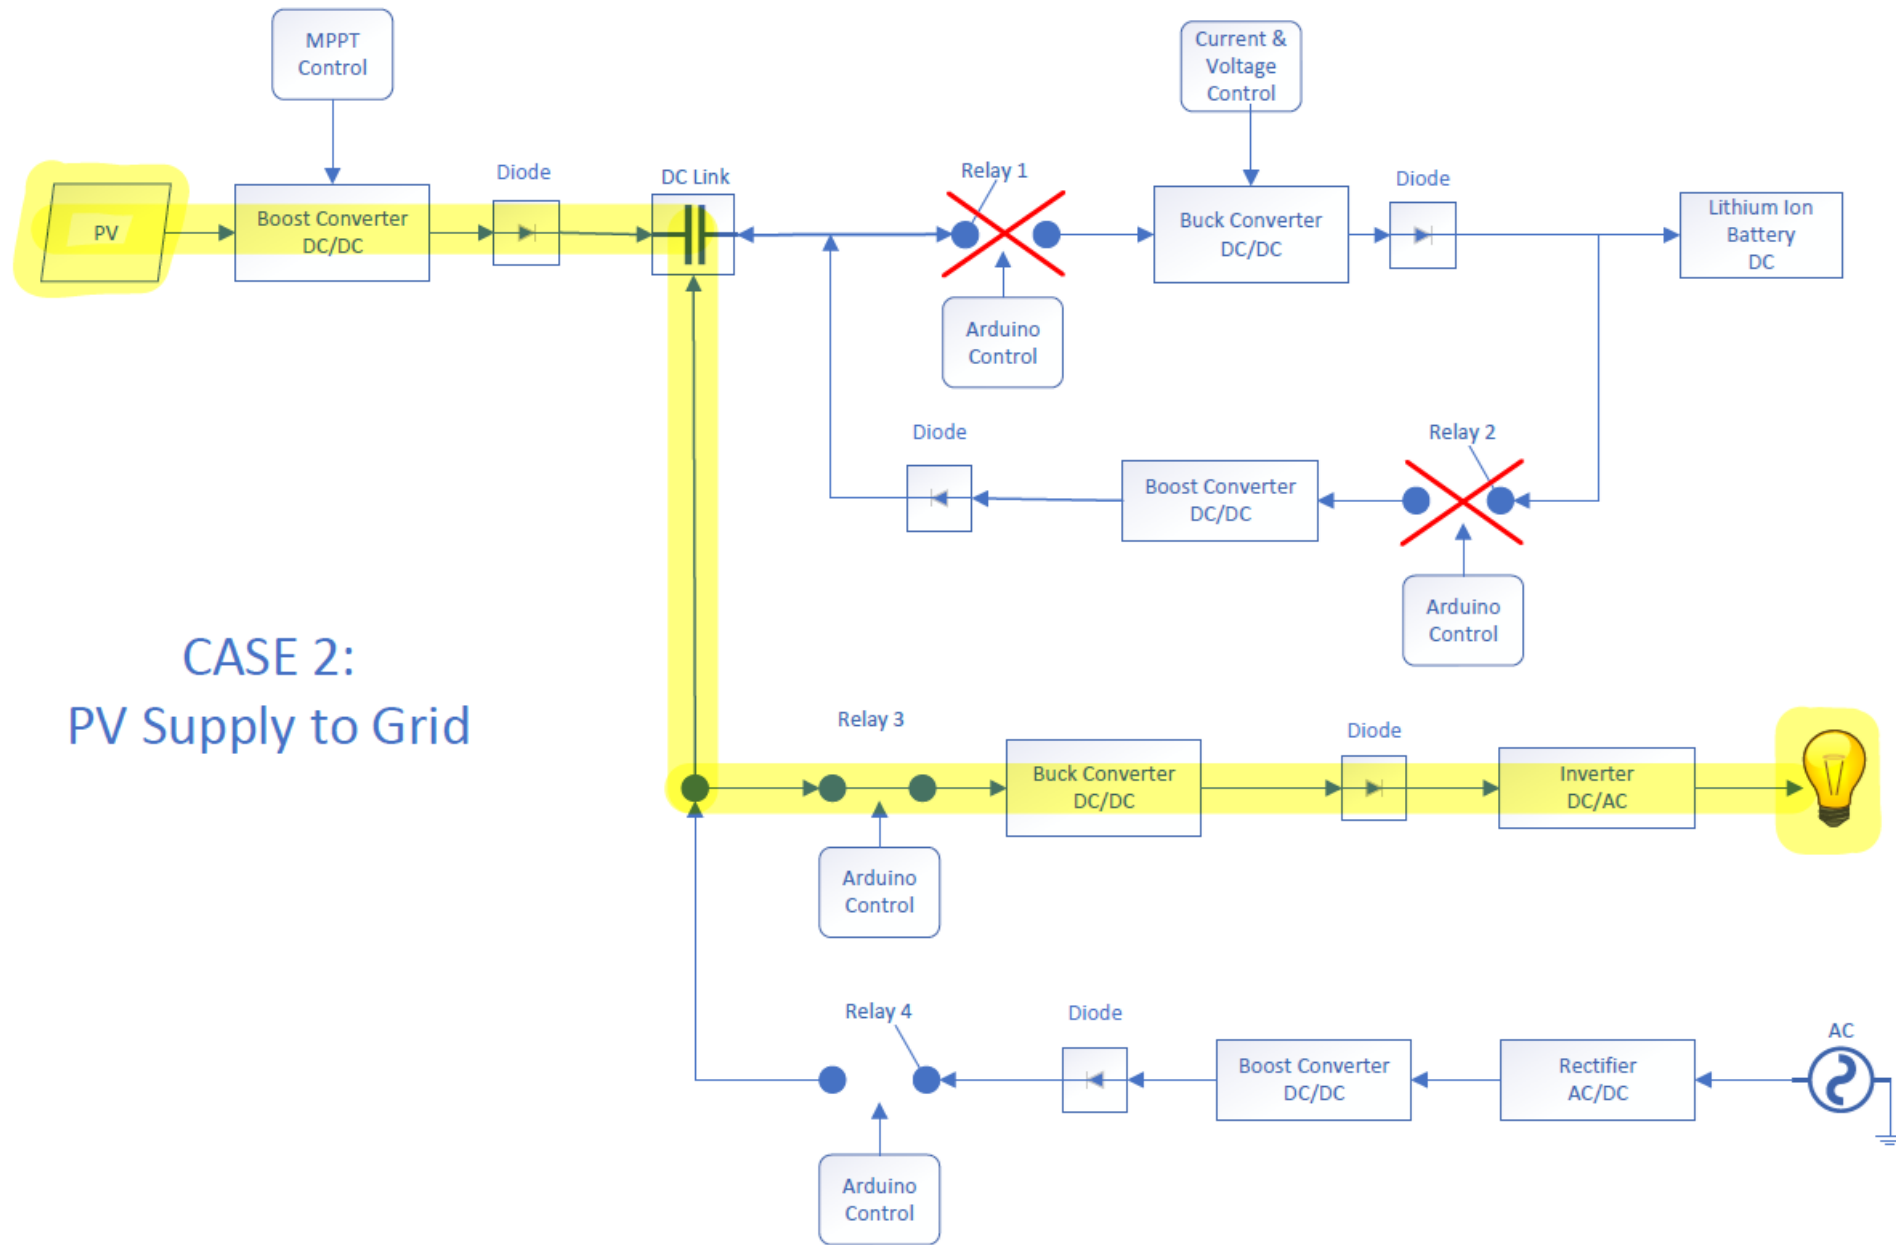 MPPT
Control
Current &
Voltage
Control
Diode
DC Link
Relay 1
Diode
PV
Boost Converter
DC/DC
Buck Converter
DC/DC
Lithium Ion
Battery
DC
Arduino
Control
Diode
Relay 2
Boost Converter
DC/DC
Arduino
Control
CASE 2:
PV Supply to Grid
Relay 3
Diode
Buck Converter
DC/DC
Inverter
DC/AC
Arduino
Control
Relay 4
Diode
AC
Boost Converter
DC/DC
Rectifier
AC/DC
Arduino
Control